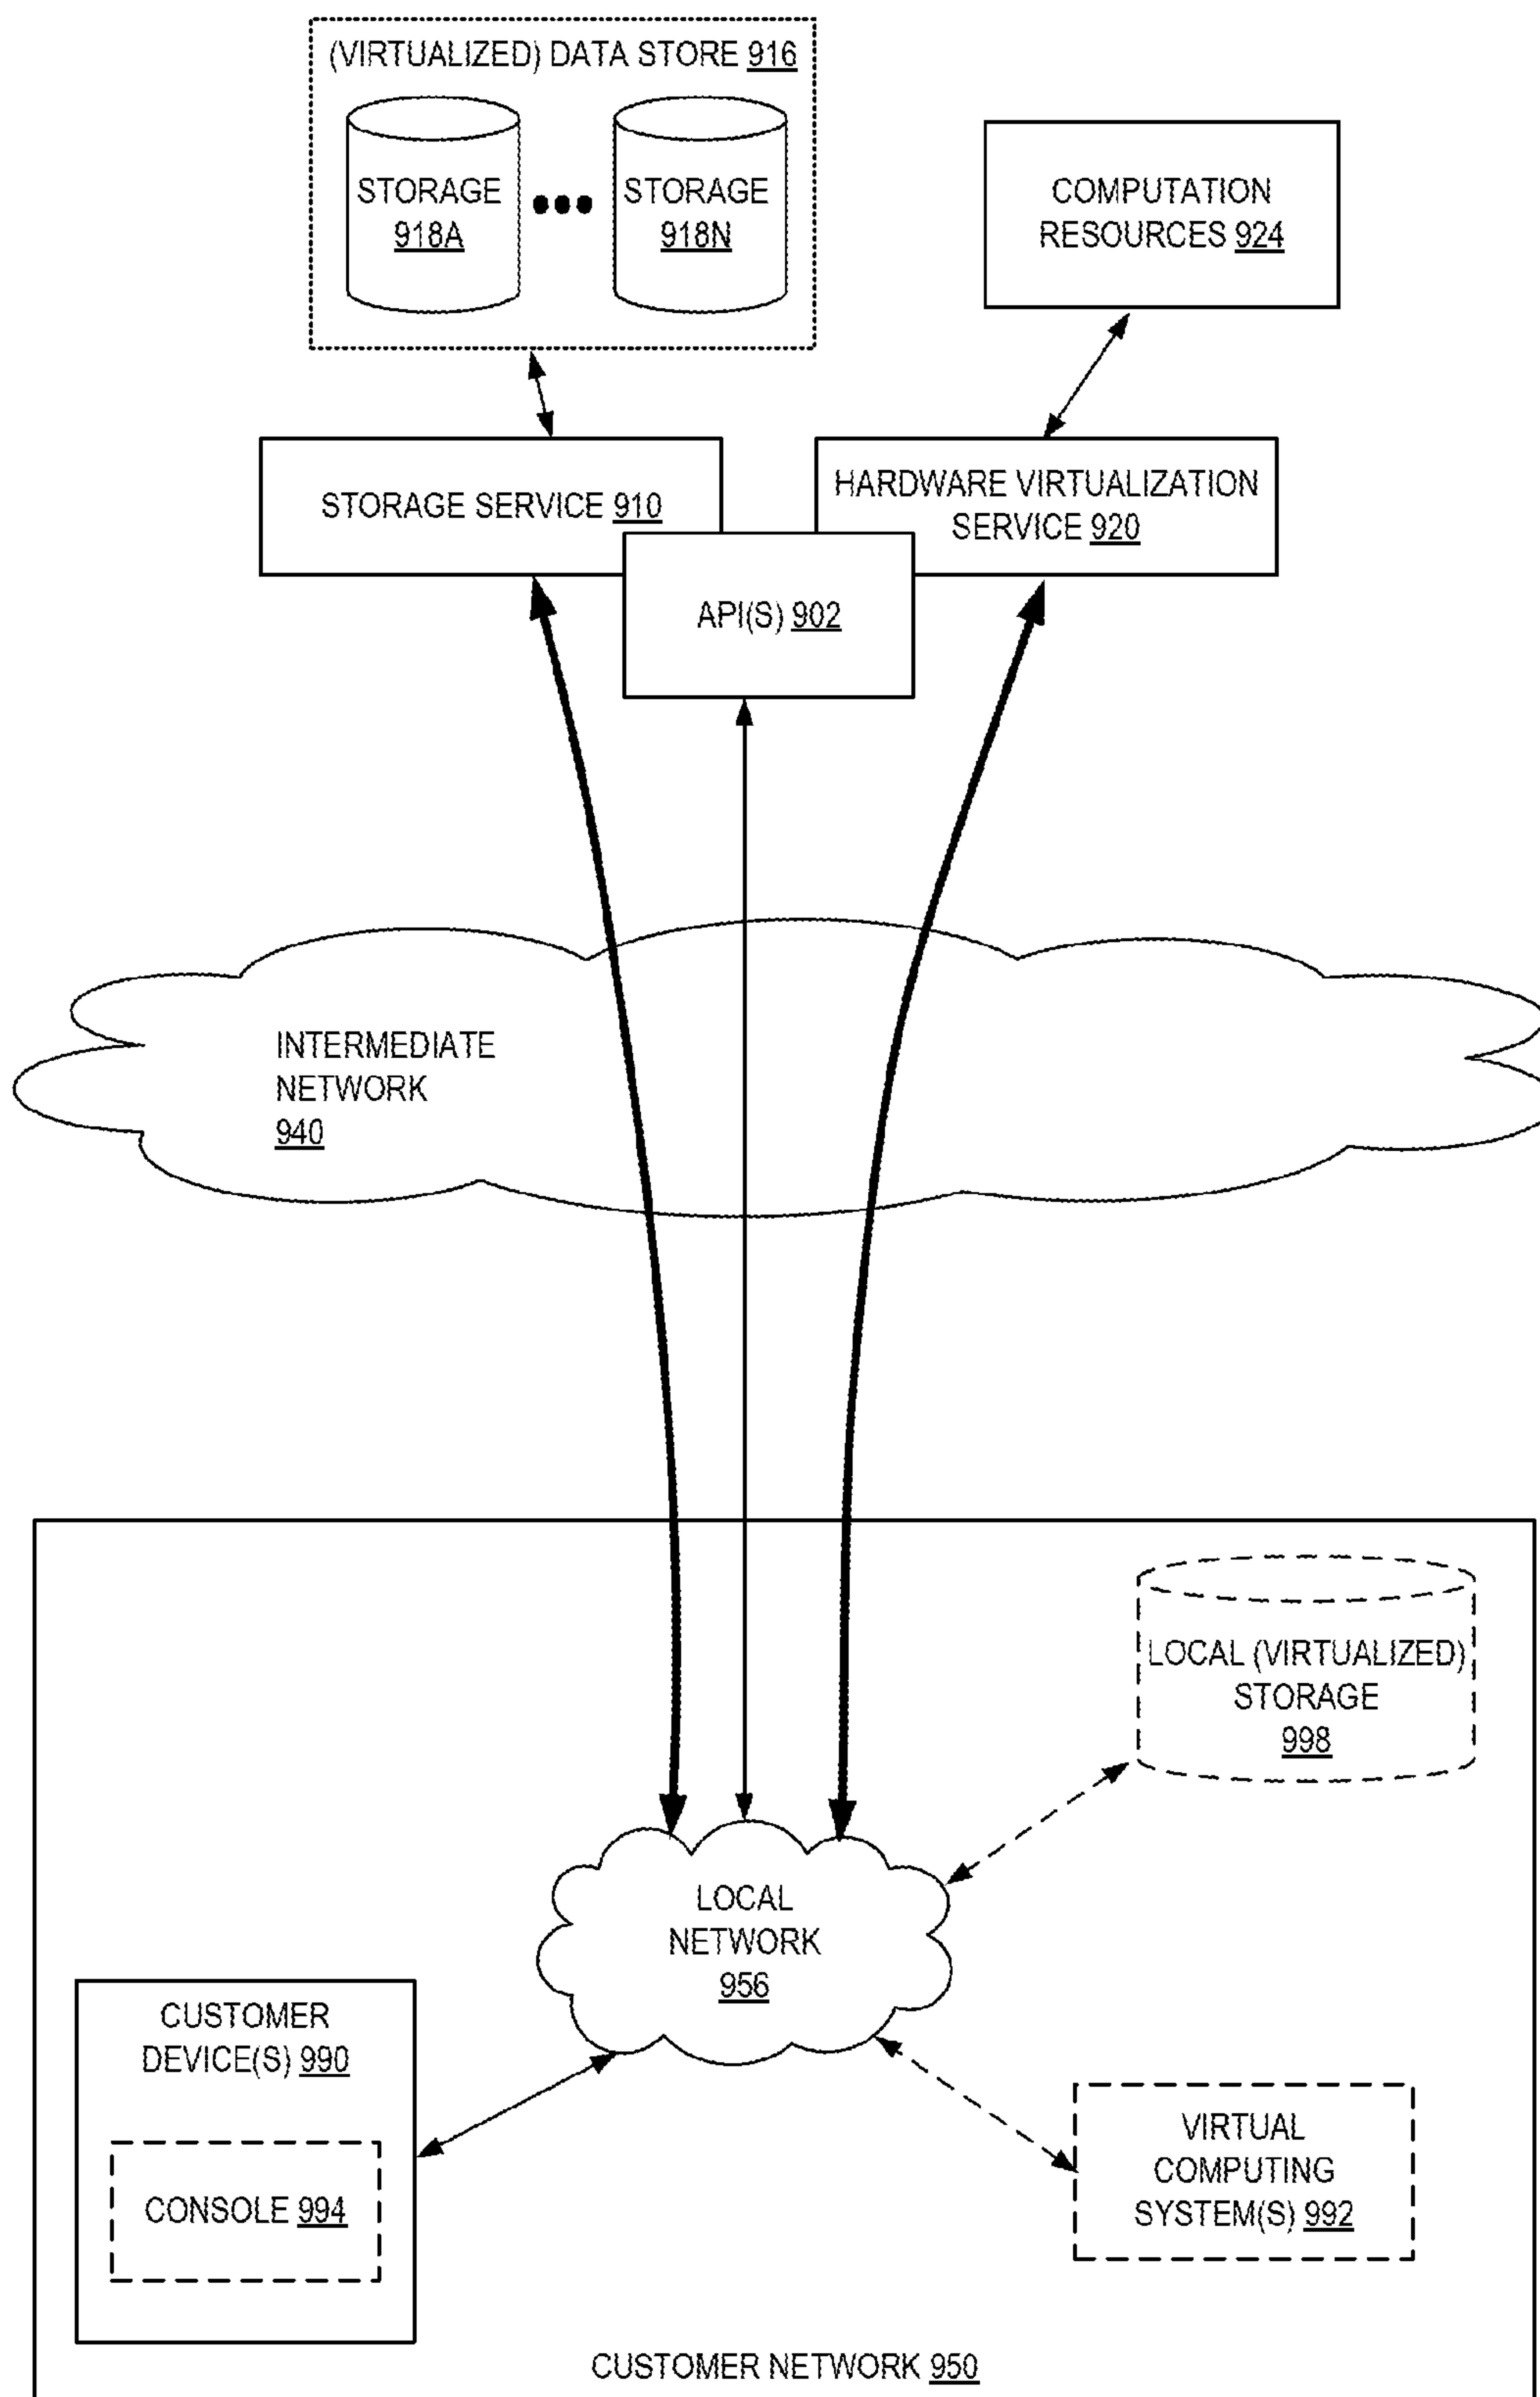 (VIRTUALIZED) DATA STORE 916
STORAGE
918A
STORAGE
918N
COMPUTATION
RESOURCES 924
STORAGE SERVICE 910
HARDWARE VIRTUALIZATION
SERVICE 920
API(S) 902
INTERMEDIATE
NETWORK
940
LOCAL (VIRTUALIZED)
STORAGE
998
LOCAL
NETWORK
956
CUSTOMER
DEVICE(S) 990
CONSOLE 994
VIRTUAL
COMPUTING
SYSTEM(S) 992
CUSTOMER NETWORK 950